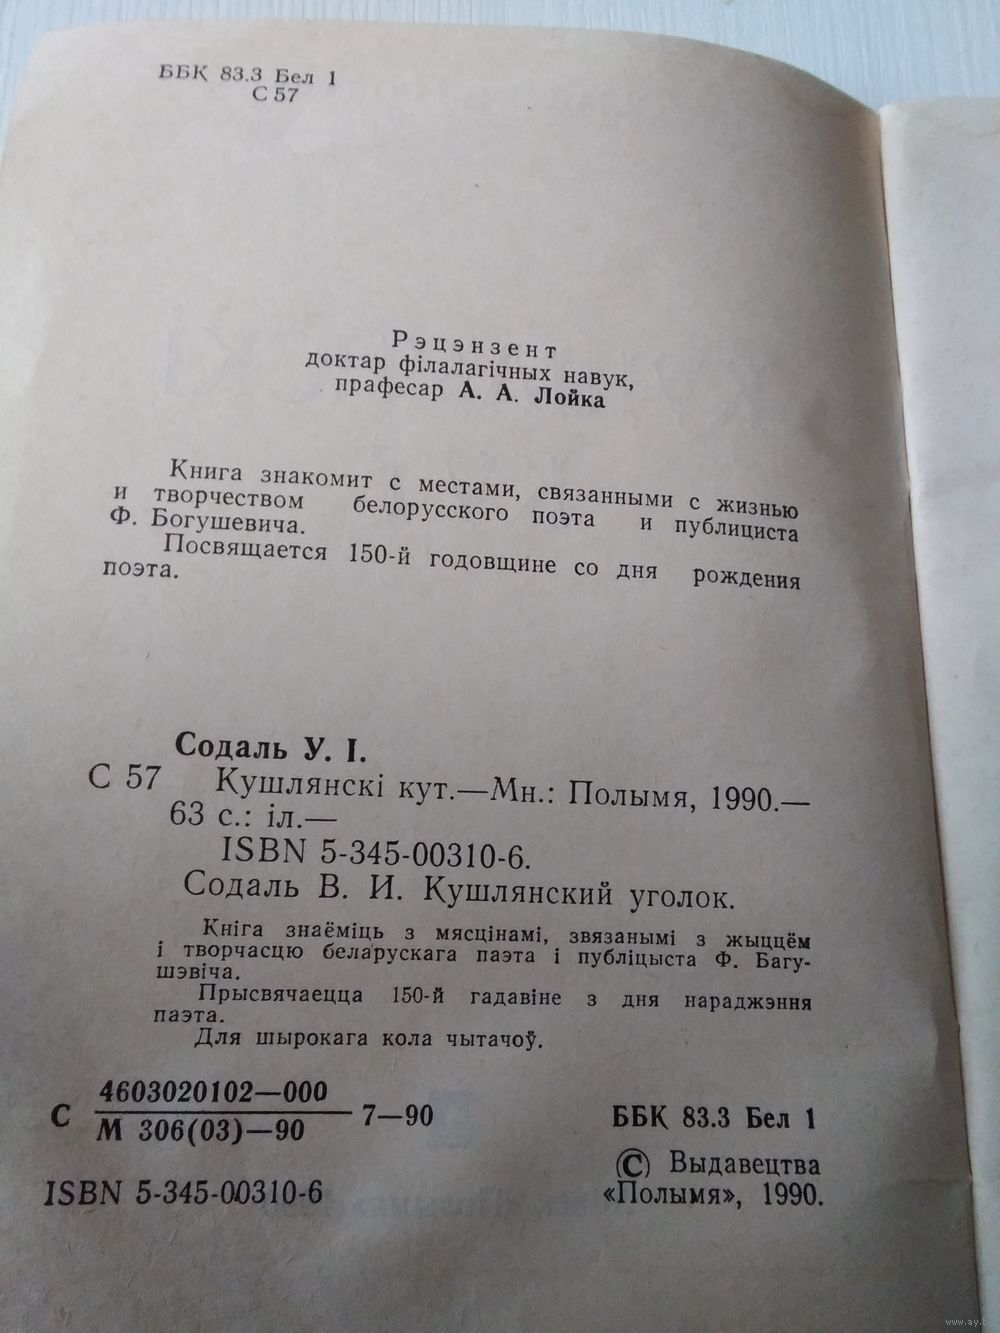 ББК 83.3 Бел 1
С 57
Рэцэнзент
доктар філалагічных навук,
прафесар А. А. Лойка
Книга знакомит с местами, связанными с жизнью
и творчеством белорусского поэта и публициста
Ф. Богушевича.
Посвящается 150-й годовщине со дня рождения
поэта.
Содаль У. І.
С 57 Кушлянскі кут.—Мн.: Полымя, 1990.—
63 с.: іл.—
ISBN 5-345-00310-6.
Содаль В. И. Кушлянский уголок.
Кніга знаёміць з мясцінамі, звязанымі з жыццём
і творчасцю беларускага паэта і публіцыста Ф. Багу-
шэвіча.
Прысвячаецца 150-й гадавіне з дня нараджэння
паэта.
Для шырокага кола чытачоў.
С 4603020102—000
М 306(03)—90 7—90
ББК 83.3 Бел 1
© Выдавецтва
ISBN 5-345-00310-6 «Полымя», 1990.